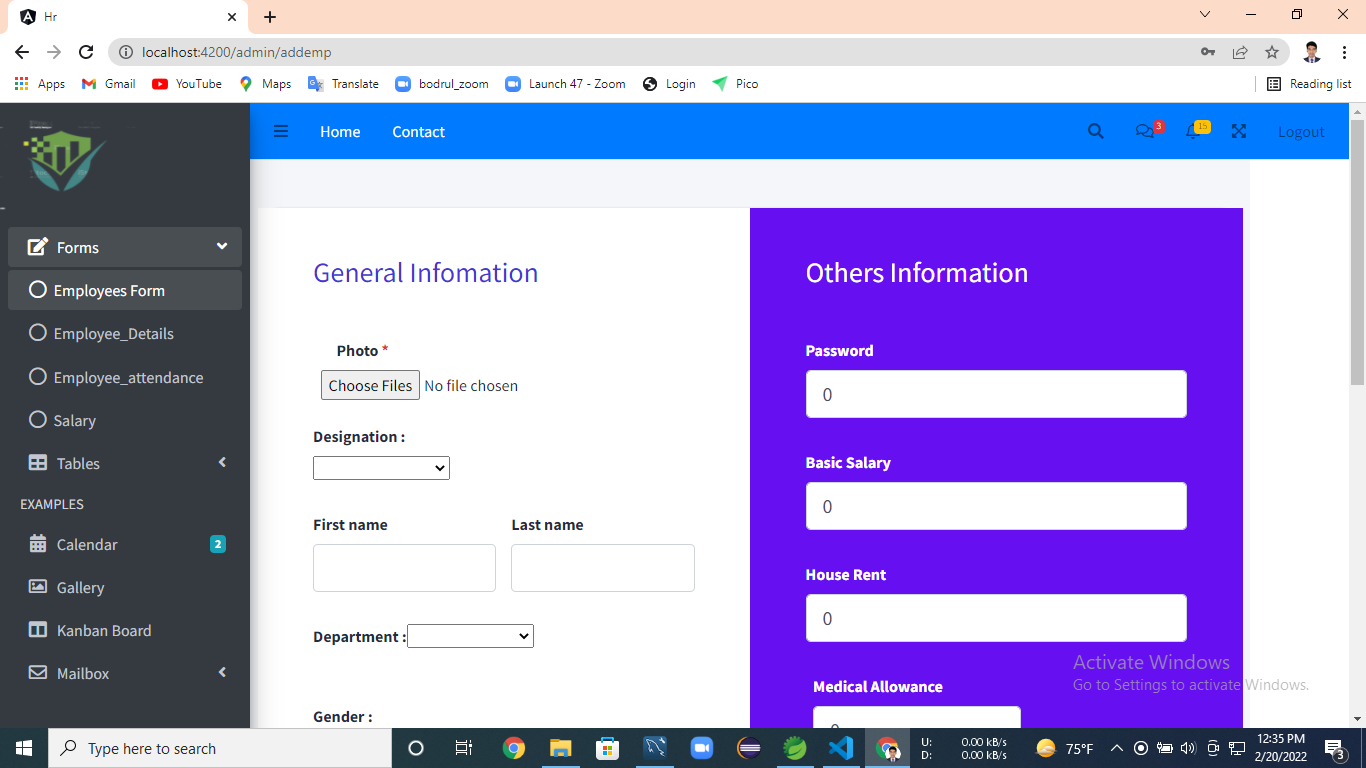 Hr
localhost:4200/admin/addemp
Apps Gmail YouTube Maps Translate bodrul_zoom Launch 47 - Zoom Login Pico Reading list
Home Contact 3 15 Logout
Forms
Employees Form
Employee_Details
Employee_attendance
Salary
Tables
EXAMPLES
Calendar 2
Gallery
Kanban Board
Mailbox
General Infomation
Photo *
Choose Files No file chosen
Designation :
First name Last name
Department :
Gender :
Others Information
Password
0
Basic Salary
0
House Rent
0
Medical Allowance
Activate Windows
Go to Settings to activate Windows.
Type here to search
U: 0.00 kB/s
D: 0.00 kB/s
75°F
12:35 PM
2/20/2022
3